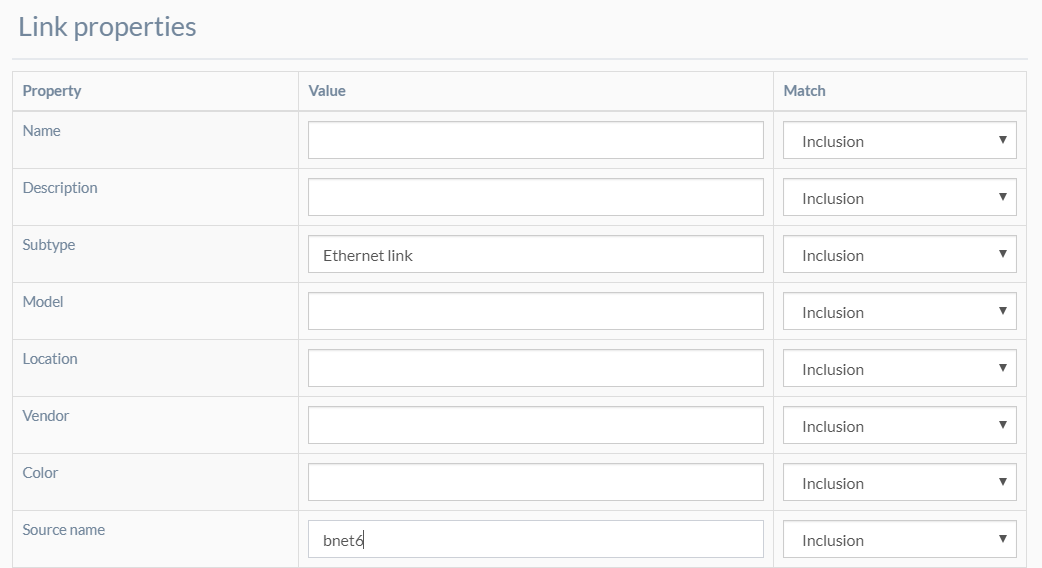 Link properties
Property Value Match
Name Inclusion
Description Inclusion
Subtype Ethernet link Inclusion
Model Inclusion
Location Inclusion
Vendor Inclusion
Color Inclusion
Source name bnet6 Inclusion